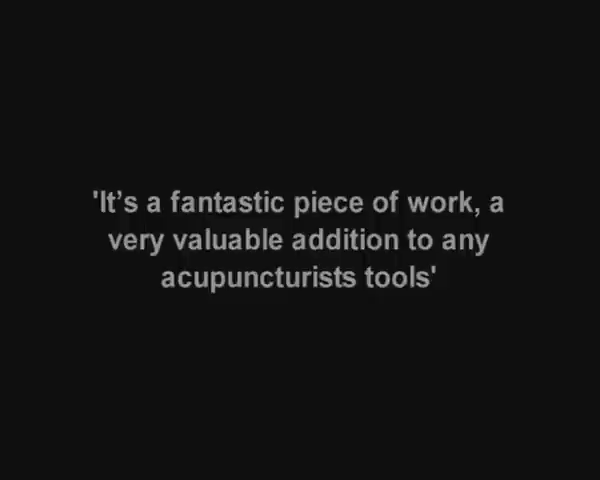 'It’s a fantastic piece of work, a
very valuable addition to any
acupuncturists tools'